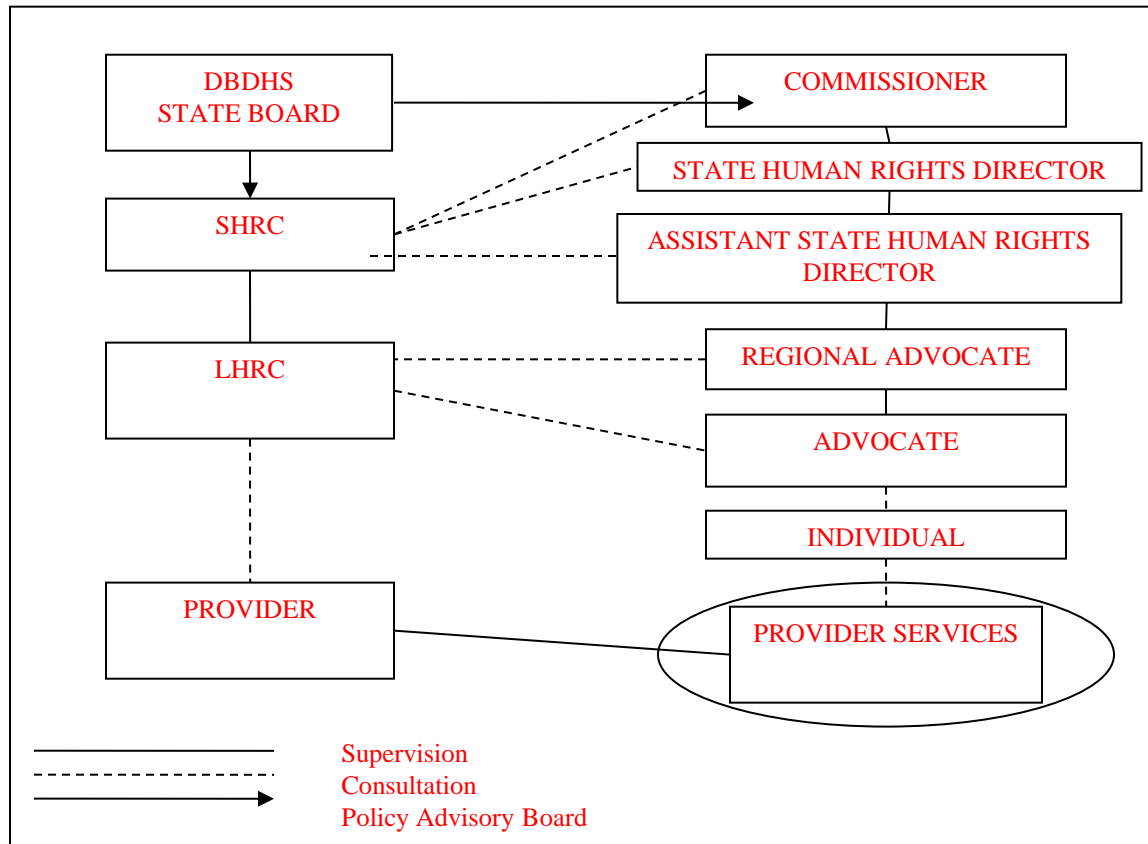 DBDHS
STATE BOARD
COMMISSIONER
STATE HUMAN RIGHTS DIRECTOR
SHRC
ASSISTANT STATE HUMAN RIGHTS
DIRECTOR
LHRC
REGIONAL ADVOCATE
ADVOCATE
INDIVIDUAL
PROVIDER
PROVIDER SERVICES
Supervision
Consultation
Policy Advisory Board